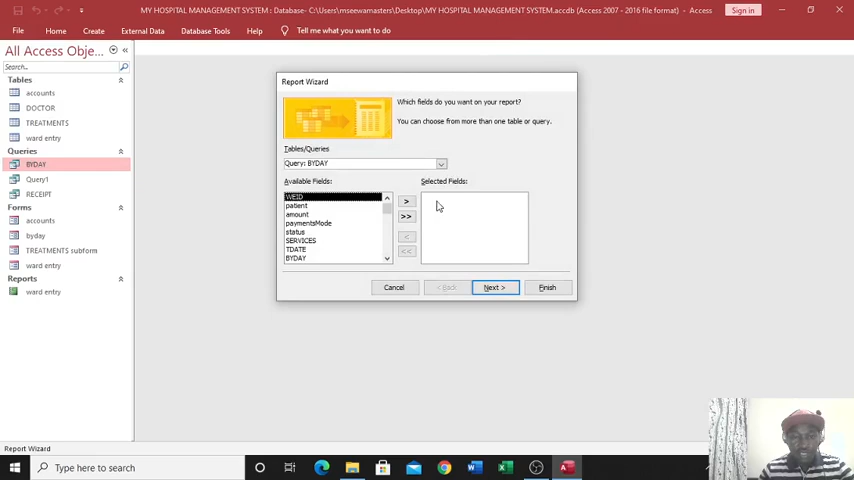 MY HOSPITAL MANAGEMENT SYSTEM : Database- C:\Users\mseewamasters\Desktop\MY HOSPITAL MANAGEMENT SYSTEM.accdb (Access 2007 - 2016 file format) - Access
Sign in
File Home Create External Data Database Tools Help Tell me what you want to do
All Access Obje...
Search...
Tables
accounts
DOCTOR
TREATMENTS
ward entry
Queries
BYDAY
Query1
RECEIPT
Forms
accounts
byday
TREATMENTS subform
ward entry
Reports
ward entry
Report Wizard
Which fields do you want on your report?
You can choose from more than one table or query.
Tables/Queries
Query: BYDAY
Available Fields:
Selected Fields:
WEID
patient
amount
paymentsMode
status
SERVICES
TDATE
BYDAY
>
>>
<
<<
Cancel
< Back
Next >
Finish
Report Wizard
Type here to search